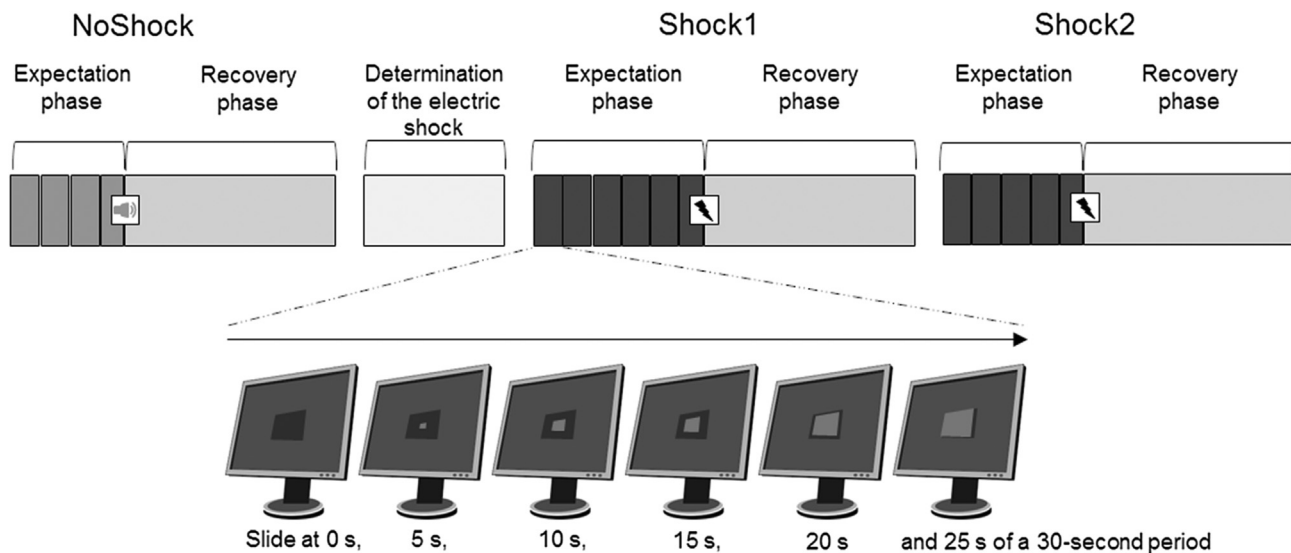 NoShock
Shock1
Shock2
Expectation
phase
Recovery
phase
Determination
of the electric
shock
Expectation
phase
Recovery
phase
Expectation
phase
Recovery
phase
Slide at 0 s, 5 s, 10 s, 15 s, 20 s and 25 s of a 30-second period